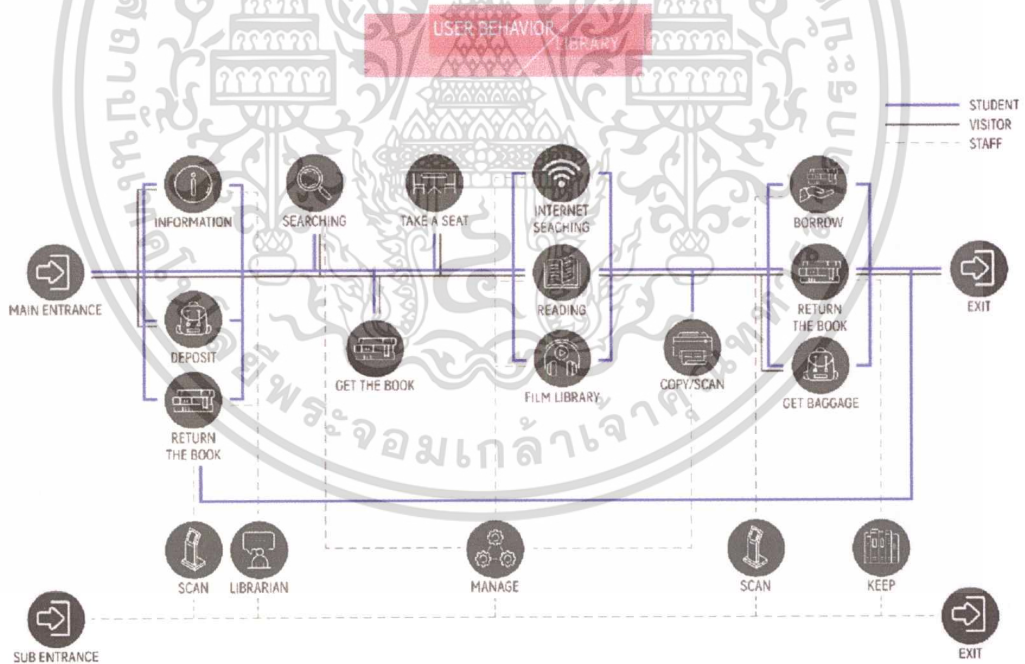 USER BEHAVIOR
LIBRARY
STUDENT
VISITOR
STAFF
INFORMATION
SEARCHING
TAKE A SEAT
INTERNET
SEACHING
BORROW
MAIN ENTRANCE
DEPOSIT
GET THE BOOK
READING
COPY/SCAN
RETURN
THE BOOK
EXIT
RETURN
THE BOOK
FILM LIBRARY
GET BAGGAGE
SCAN
LIBRARIAN
MANAGE
SCAN
KEEP
SUB ENTRANCE
EXIT